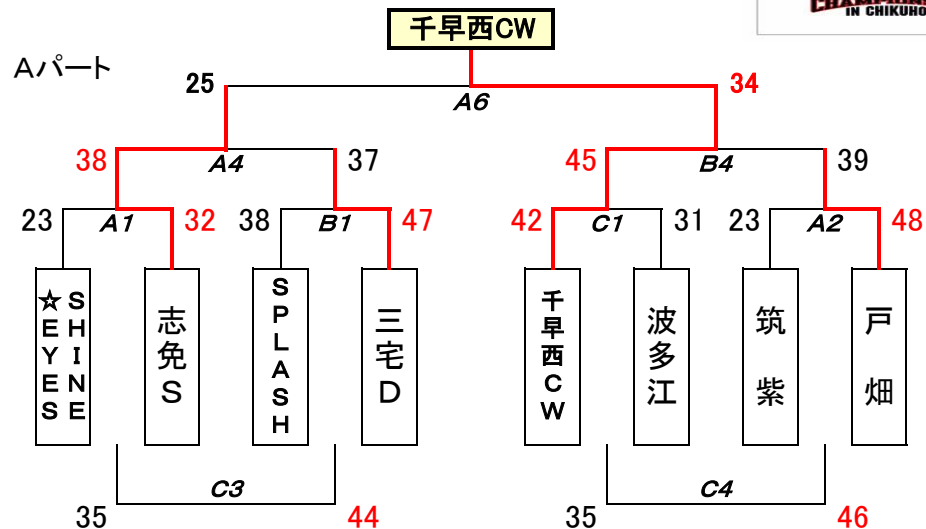 CHAMPIONS
IN CHIKUHO
千早西CW
Aパート
25
A6
34
38
A4
37
45
B4
39
23
A1
32
38
B1
47
42
C1
31
23
A2
48
SHINE
☆EYES
志免S
SPLASH
三宅D
千早西CW
波多江
筑紫
戸畑
C3
C4
35
44
35
46